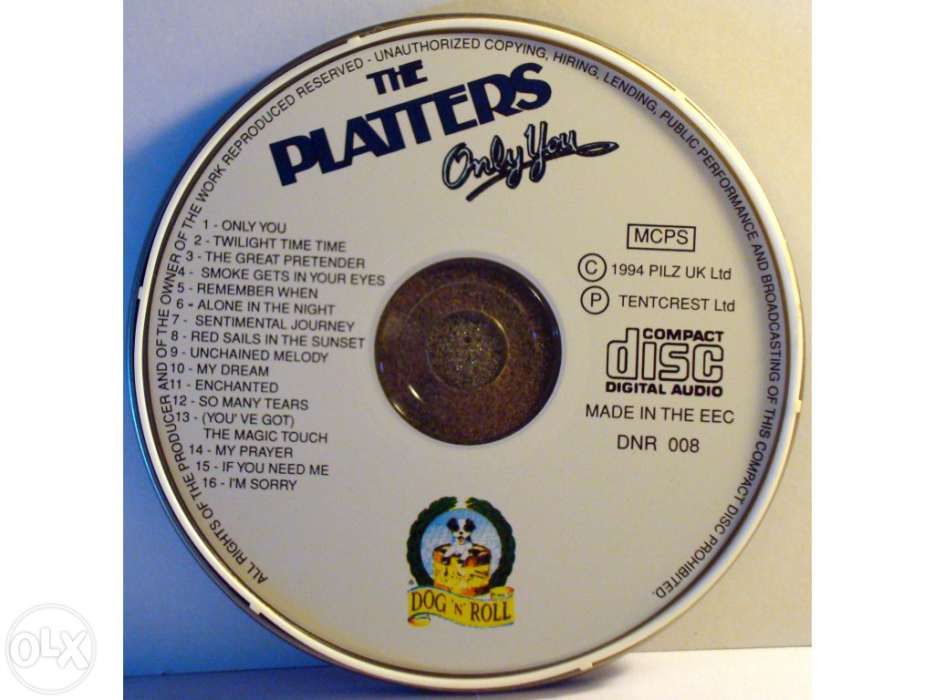 ALL RIGHTS OF THE PRODUCER AND OF THE OWNER OF THE WORK REPRODUCED RESERVED - UNAUTHORIZED COPYING, HIRING, LENDING, PUBLIC PERFORMANCE AND BROADCASTING OF THIS COMPACT DISC PROHIBITED.
THE
PLATTERS
Only You
1 - ONLY YOU
2 - TWILIGHT TIME TIME
3 - THE GREAT PRETENDER
4 - SMOKE GETS IN YOUR EYES
5 - REMEMBER WHEN
6 - ALONE IN THE NIGHT
7 - SENTIMENTAL JOURNEY
8 - RED SAILS IN THE SUNSET
9 - UNCHAINED MELODY
10 - MY DREAM
11 - ENCHANTED
12 - SO MANY TEARS
13 - (YOU'VE GOT)
THE MAGIC TOUCH
14 - MY PRAYER
15 - IF YOU NEED ME
16 - I'M SORRY
MCPS
© 1994 PILZ UK Ltd
℗ TENTCREST Ltd
COMPACT
disc
DIGITAL AUDIO
MADE IN THE EEC
DNR 008
®
DOG 'N' ROLL
OLX